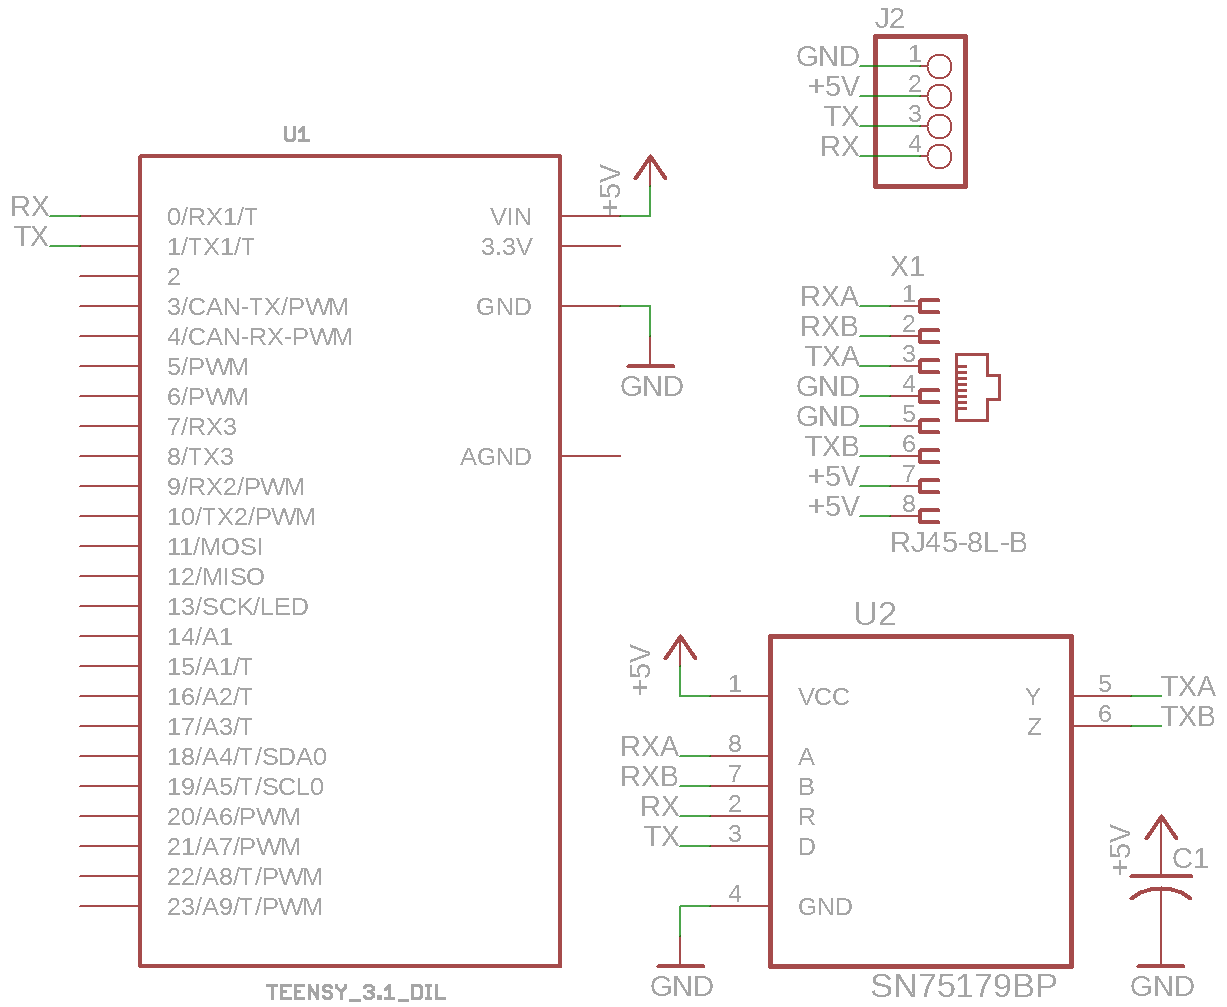 U1
RX
TX
0/RX1/T
1/TX1/T
2
3/CAN-TX/PWM
4/CAN-RX-PWM
5/PWM
6/PWM
7/RX3
8/TX3
9/RX2/PWM
10/TX2/PWM
11/MOSI
12/MISO
13/SCK/LED
14/A1
15/A1/T
16/A2/T
17/A3/T
18/A4/T/SDA0
19/A5/T/SCL0
20/A6/PWM
21/A7/PWM
22/A8/T/PWM
23/A9/T/PWM
VIN
3.3V
GND
AGND
+5V
GND
TEENSY_3.1_DIL
J2
GND 1
+5V 2
TX 3
RX 4
X1
RXA 1
RXB 2
TXA 3
GND 4
GND 5
TXB 6
+5V 7
+5V 8
RJ45-8L-B
U2
+5V
1 VCC
RXA 8 A
RXB 7 B
RX 2 R
TX 3 D
4 GND
GND
Y 5 TXA
Z 6 TXB
SN75179BP
+5V
C1
GND